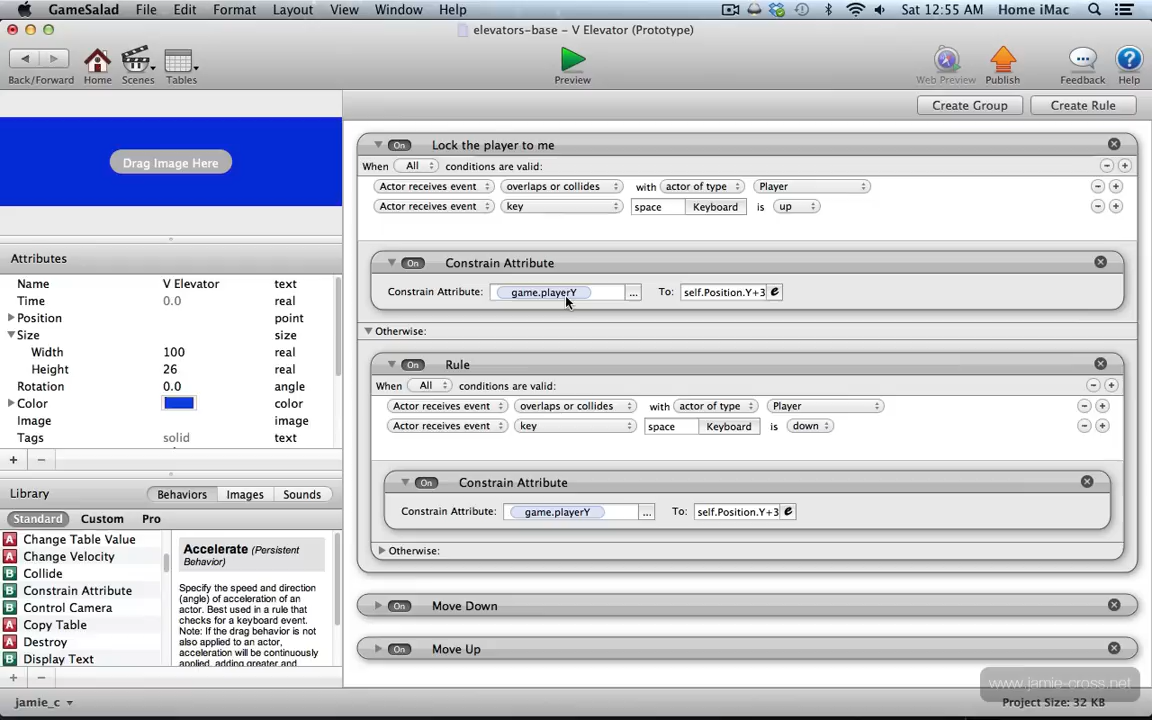 GameSalad File Edit Format Layout View Window Help Sat 12:55 AM Home iMac
elevators-base – V Elevator (Prototype)
Back/Forward Home Scenes Tables Preview Web Preview Publish Feedback Help
Create Group Create Rule
Drag Image Here
Attributes
Name V Elevator text
Time 0.0 real
Position point
Size size
Width 100 real
Height 26 real
Rotation 0.0 angle
Color color
Image image
Tags solid text
Library Behaviors Images Sounds
Standard Custom Pro
Change Table Value
Change Velocity
Collide
Constrain Attribute
Control Camera
Copy Table
Destroy
Display Text
Accelerate (Persistent
Behavior)
Specify the speed and direction
(angle) of acceleration of an
actor. Best used in a rule that
checks for a keyboard event.
Note: If the drag behavior is not
also applied to an actor,
acceleration will be continuously
applied, adding greater and
jamie_c
On Lock the player to me
When All conditions are valid:
Actor receives event overlaps or collides with actor of type Player
Actor receives event key space Keyboard is up
On Constrain Attribute
Constrain Attribute: game.playerY ... To: self.Position.Y+3 e
Otherwise:
On Rule
When All conditions are valid:
Actor receives event overlaps or collides with actor of type Player
Actor receives event key space Keyboard is down
On Constrain Attribute
Constrain Attribute: game.playerY ... To: self.Position.Y+3 e
Otherwise:
On Move Down
On Move Up
www.jamie-cross.net
Project Size: 32 KB